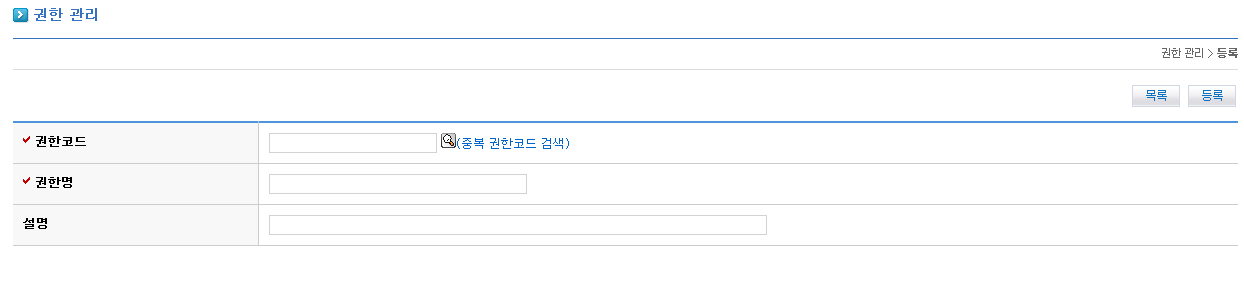 권한 관리
권한 관리 > 등록
목록 등록
권한코드 (중복 권한코드 검색)
권한명
설명